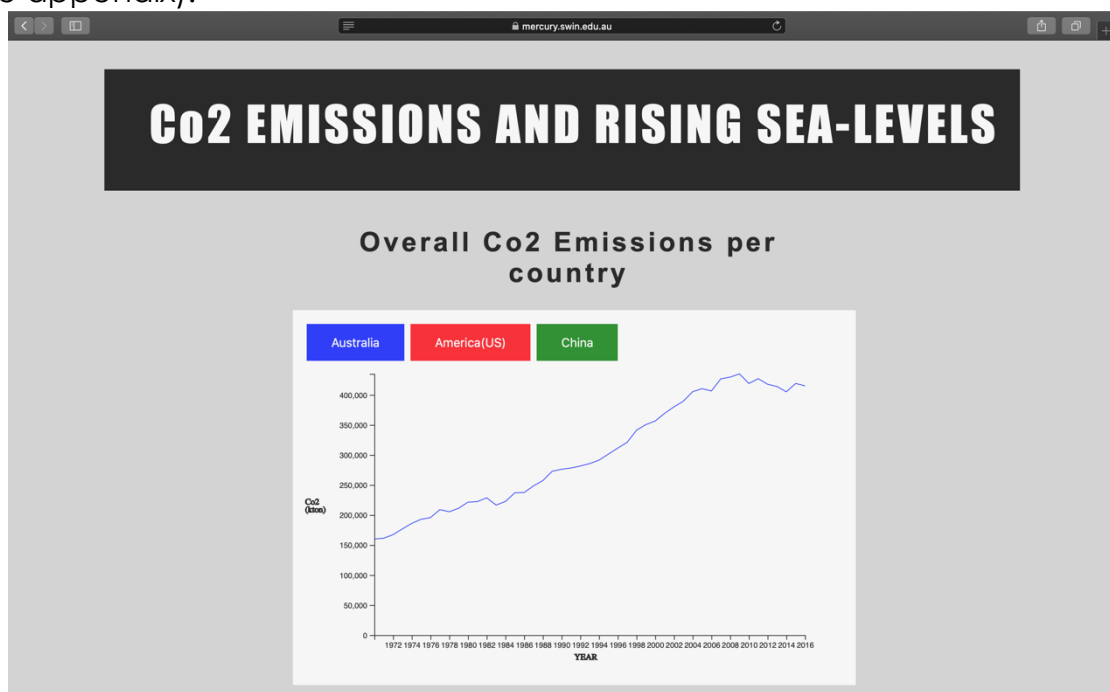 appendix).
mercury.swin.edu.au
Co2 EMISSIONS AND RISING SEA-LEVELS
Overall Co2 Emissions per
country
Australia America(US) China
400,000
350,000
300,000
250,000
Co2
(kton)
200,000
150,000
100,000
50,000
0
1972 1974 1976 1978 1980 1982 1984 1986 1988 1990 1992 1994 1996 1998 2000 2002 2004 2006 2008 2010 2012 2014 2016
YEAR